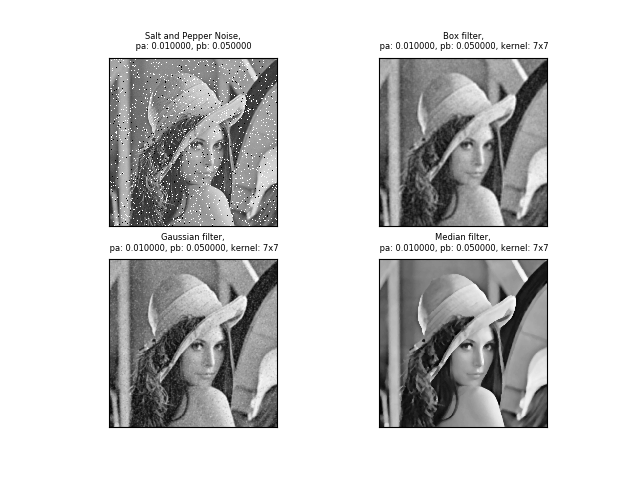 Salt and Pepper Noise,
pa: 0.010000, pb: 0.050000
Box filter,
pa: 0.010000, pb: 0.050000, kernel: 7x7
Gaussian filter,
pa: 0.010000, pb: 0.050000, kernel: 7x7
Median filter,
pa: 0.010000, pb: 0.050000, kernel: 7x7